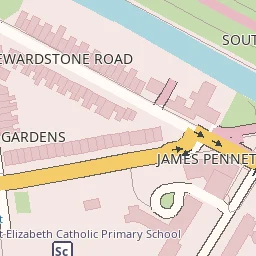 SOUT
EWARDSTONE ROAD
GARDENS
JAMES PENNET
t
t-Elizabeth Catholic Primary School
Sc